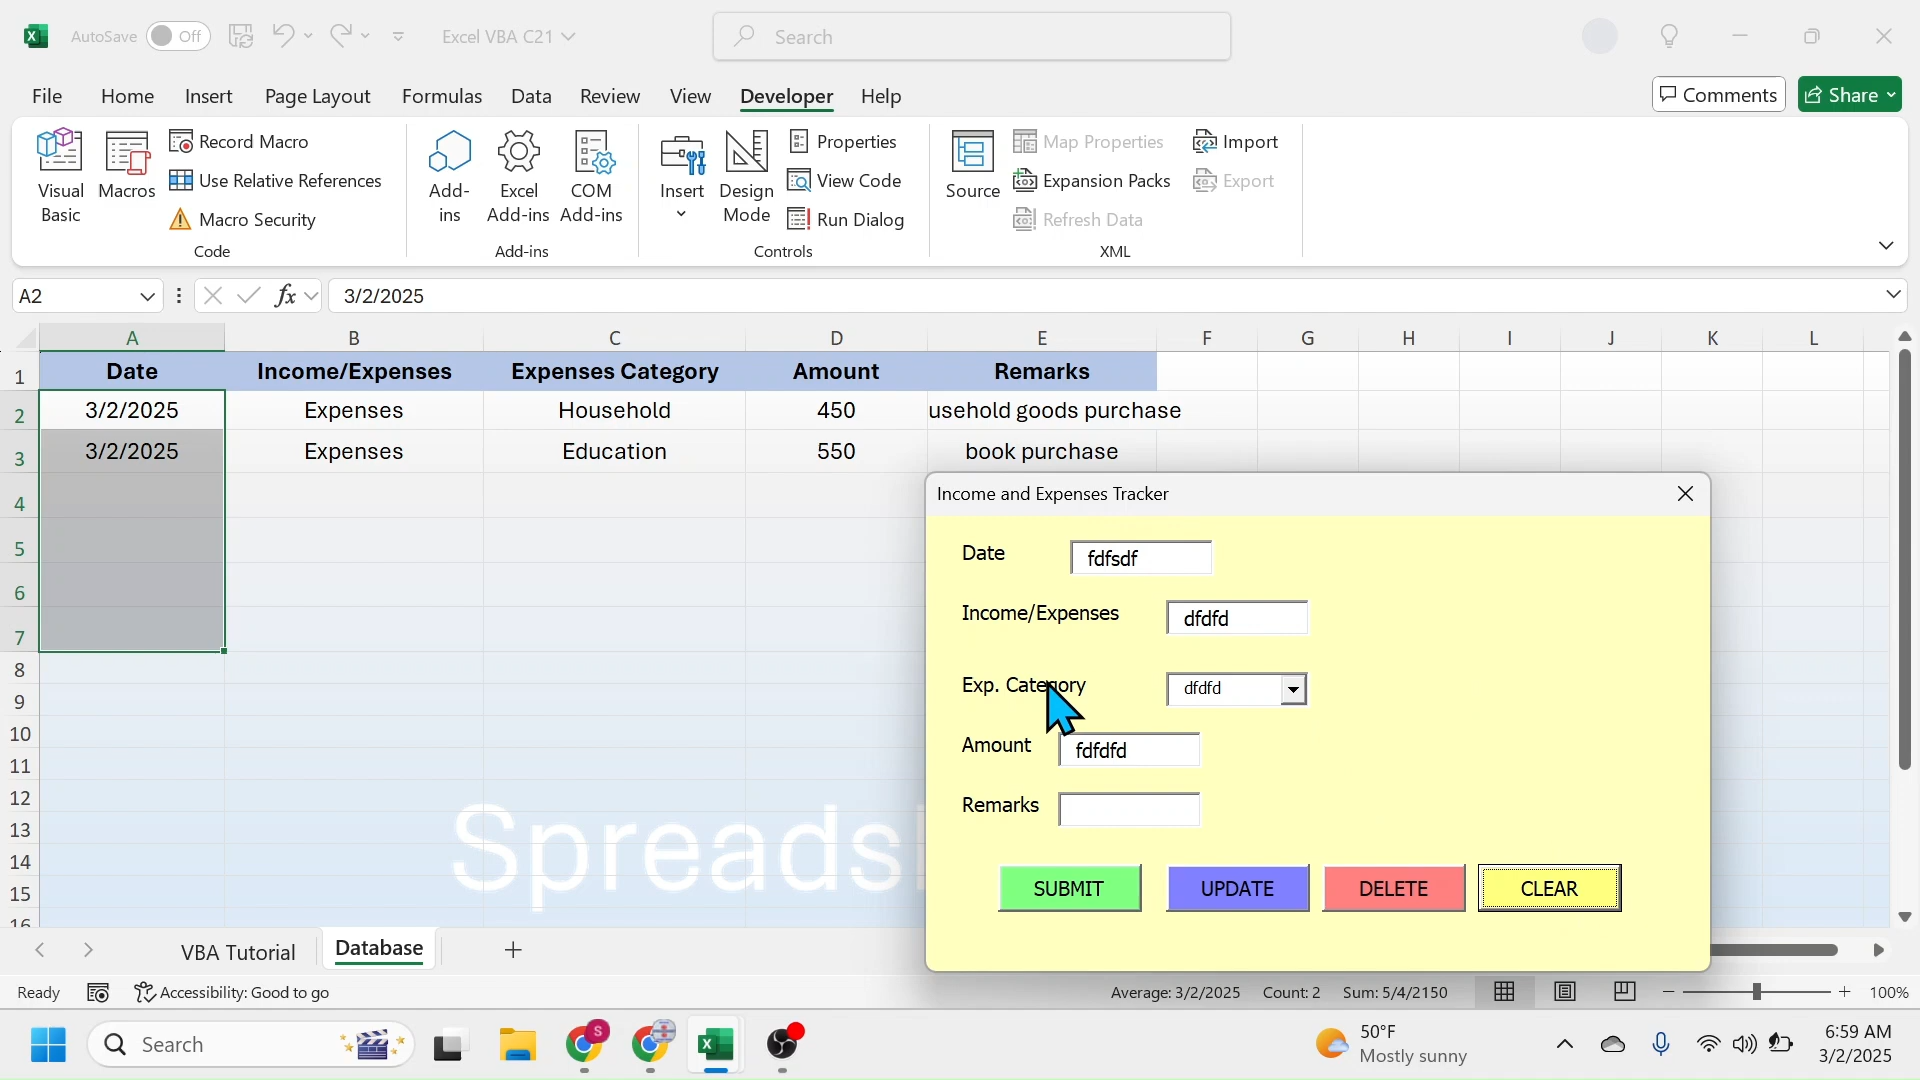 AutoSave Off Excel VBA C21 Search
File Home Insert Page Layout Formulas Data Review View Developer Help Comments Share
Visual Basic
Macros
Record Macro
Use Relative References
Macro Security
Code
Add-ins
Excel Add-ins
COM Add-ins
Add-ins
Insert
Design Mode
Properties
View Code
Run Dialog
Controls
Source
Map Properties
Expansion Packs
Refresh Data
Import
Export
XML
A2 fx 3/2/2025
A B C D E F G H I J K L
1 Date Income/Expenses Expenses Category Amount Remarks
2 3/2/2025 Expenses Household 450 usehold goods purchase
3 3/2/2025 Expenses Education 550 book purchase
4
5
6
7
8
9
10
11
12
13
14
15
16
Income and Expenses Tracker
Date fdfsdf
Income/Expenses dfdfd
Exp. Category dfdfd
Amount fdfdfd
Remarks
SUBMIT UPDATE DELETE CLEAR
VBA Tutorial Database
Ready Accessibility: Good to go Average: 3/2/2025 Count: 2 Sum: 5/4/2150 100%
Search
S
50°F
Mostly sunny
6:59 AM
3/2/2025